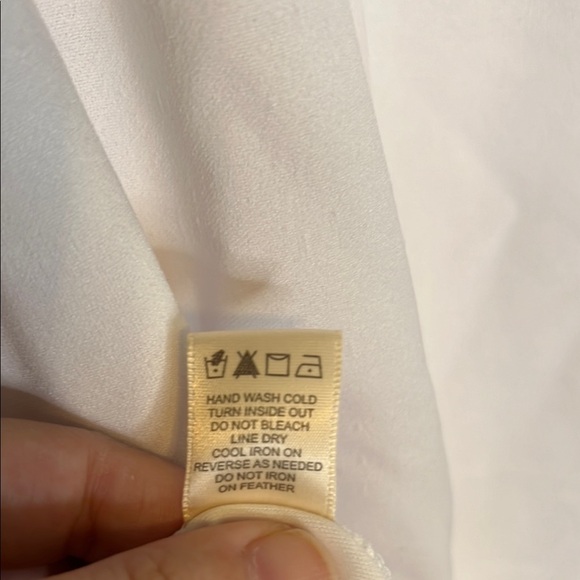 HAND WASH COLD
TURN INSIDE OUT
DO NOT BLEACH
LINE DRY
COOL IRON ON
REVERSE AS NEEDED
DO NOT IRON
ON FEATHER